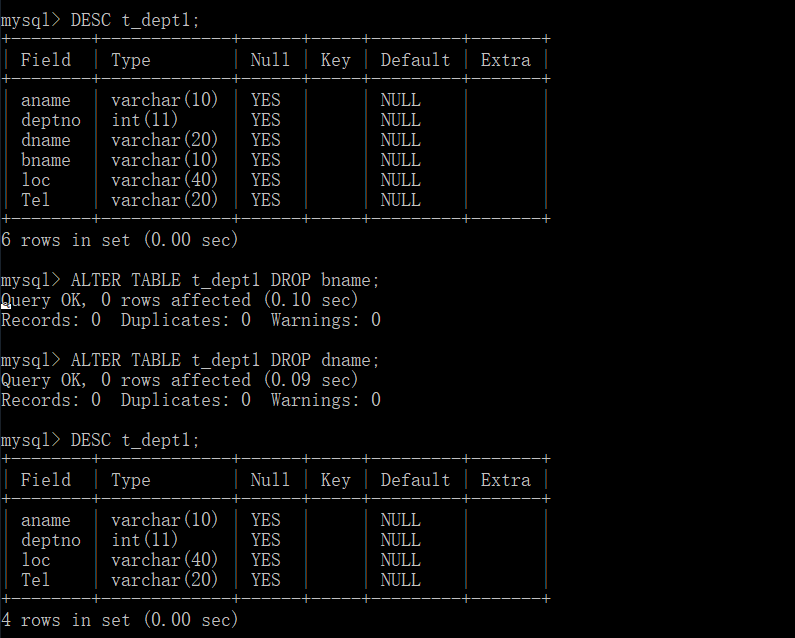 mysql> DESC t_dept1;
+--------+-------------+------+-----+---------+-------+
| Field  | Type        | Null | Key | Default | Extra |
+--------+-------------+------+-----+---------+-------+
| aname  | varchar(10) | YES  |     | NULL    |       |
| deptno | int(11)     | YES  |     | NULL    |       |
| dname  | varchar(20) | YES  |     | NULL    |       |
| bname  | varchar(10) | YES  |     | NULL    |       |
| loc    | varchar(40) | YES  |     | NULL    |       |
| Tel    | varchar(20) | YES  |     | NULL    |       |
+--------+-------------+------+-----+---------+-------+
6 rows in set (0.00 sec)
mysql> ALTER TABLE t_dept1 DROP bname;
Query OK, 0 rows affected (0.10 sec)
Records: 0  Duplicates: 0  Warnings: 0
mysql> ALTER TABLE t_dept1 DROP dname;
Query OK, 0 rows affected (0.09 sec)
Records: 0  Duplicates: 0  Warnings: 0
mysql> DESC t_dept1;
+--------+-------------+------+-----+---------+-------+
| Field  | Type        | Null | Key | Default | Extra |
+--------+-------------+------+-----+---------+-------+
| aname  | varchar(10) | YES  |     | NULL    |       |
| deptno | int(11)     | YES  |     | NULL    |       |
| loc    | varchar(40) | YES  |     | NULL    |       |
| Tel    | varchar(20) | YES  |     | NULL    |       |
+--------+-------------+------+-----+---------+-------+
4 rows in set (0.00 sec)